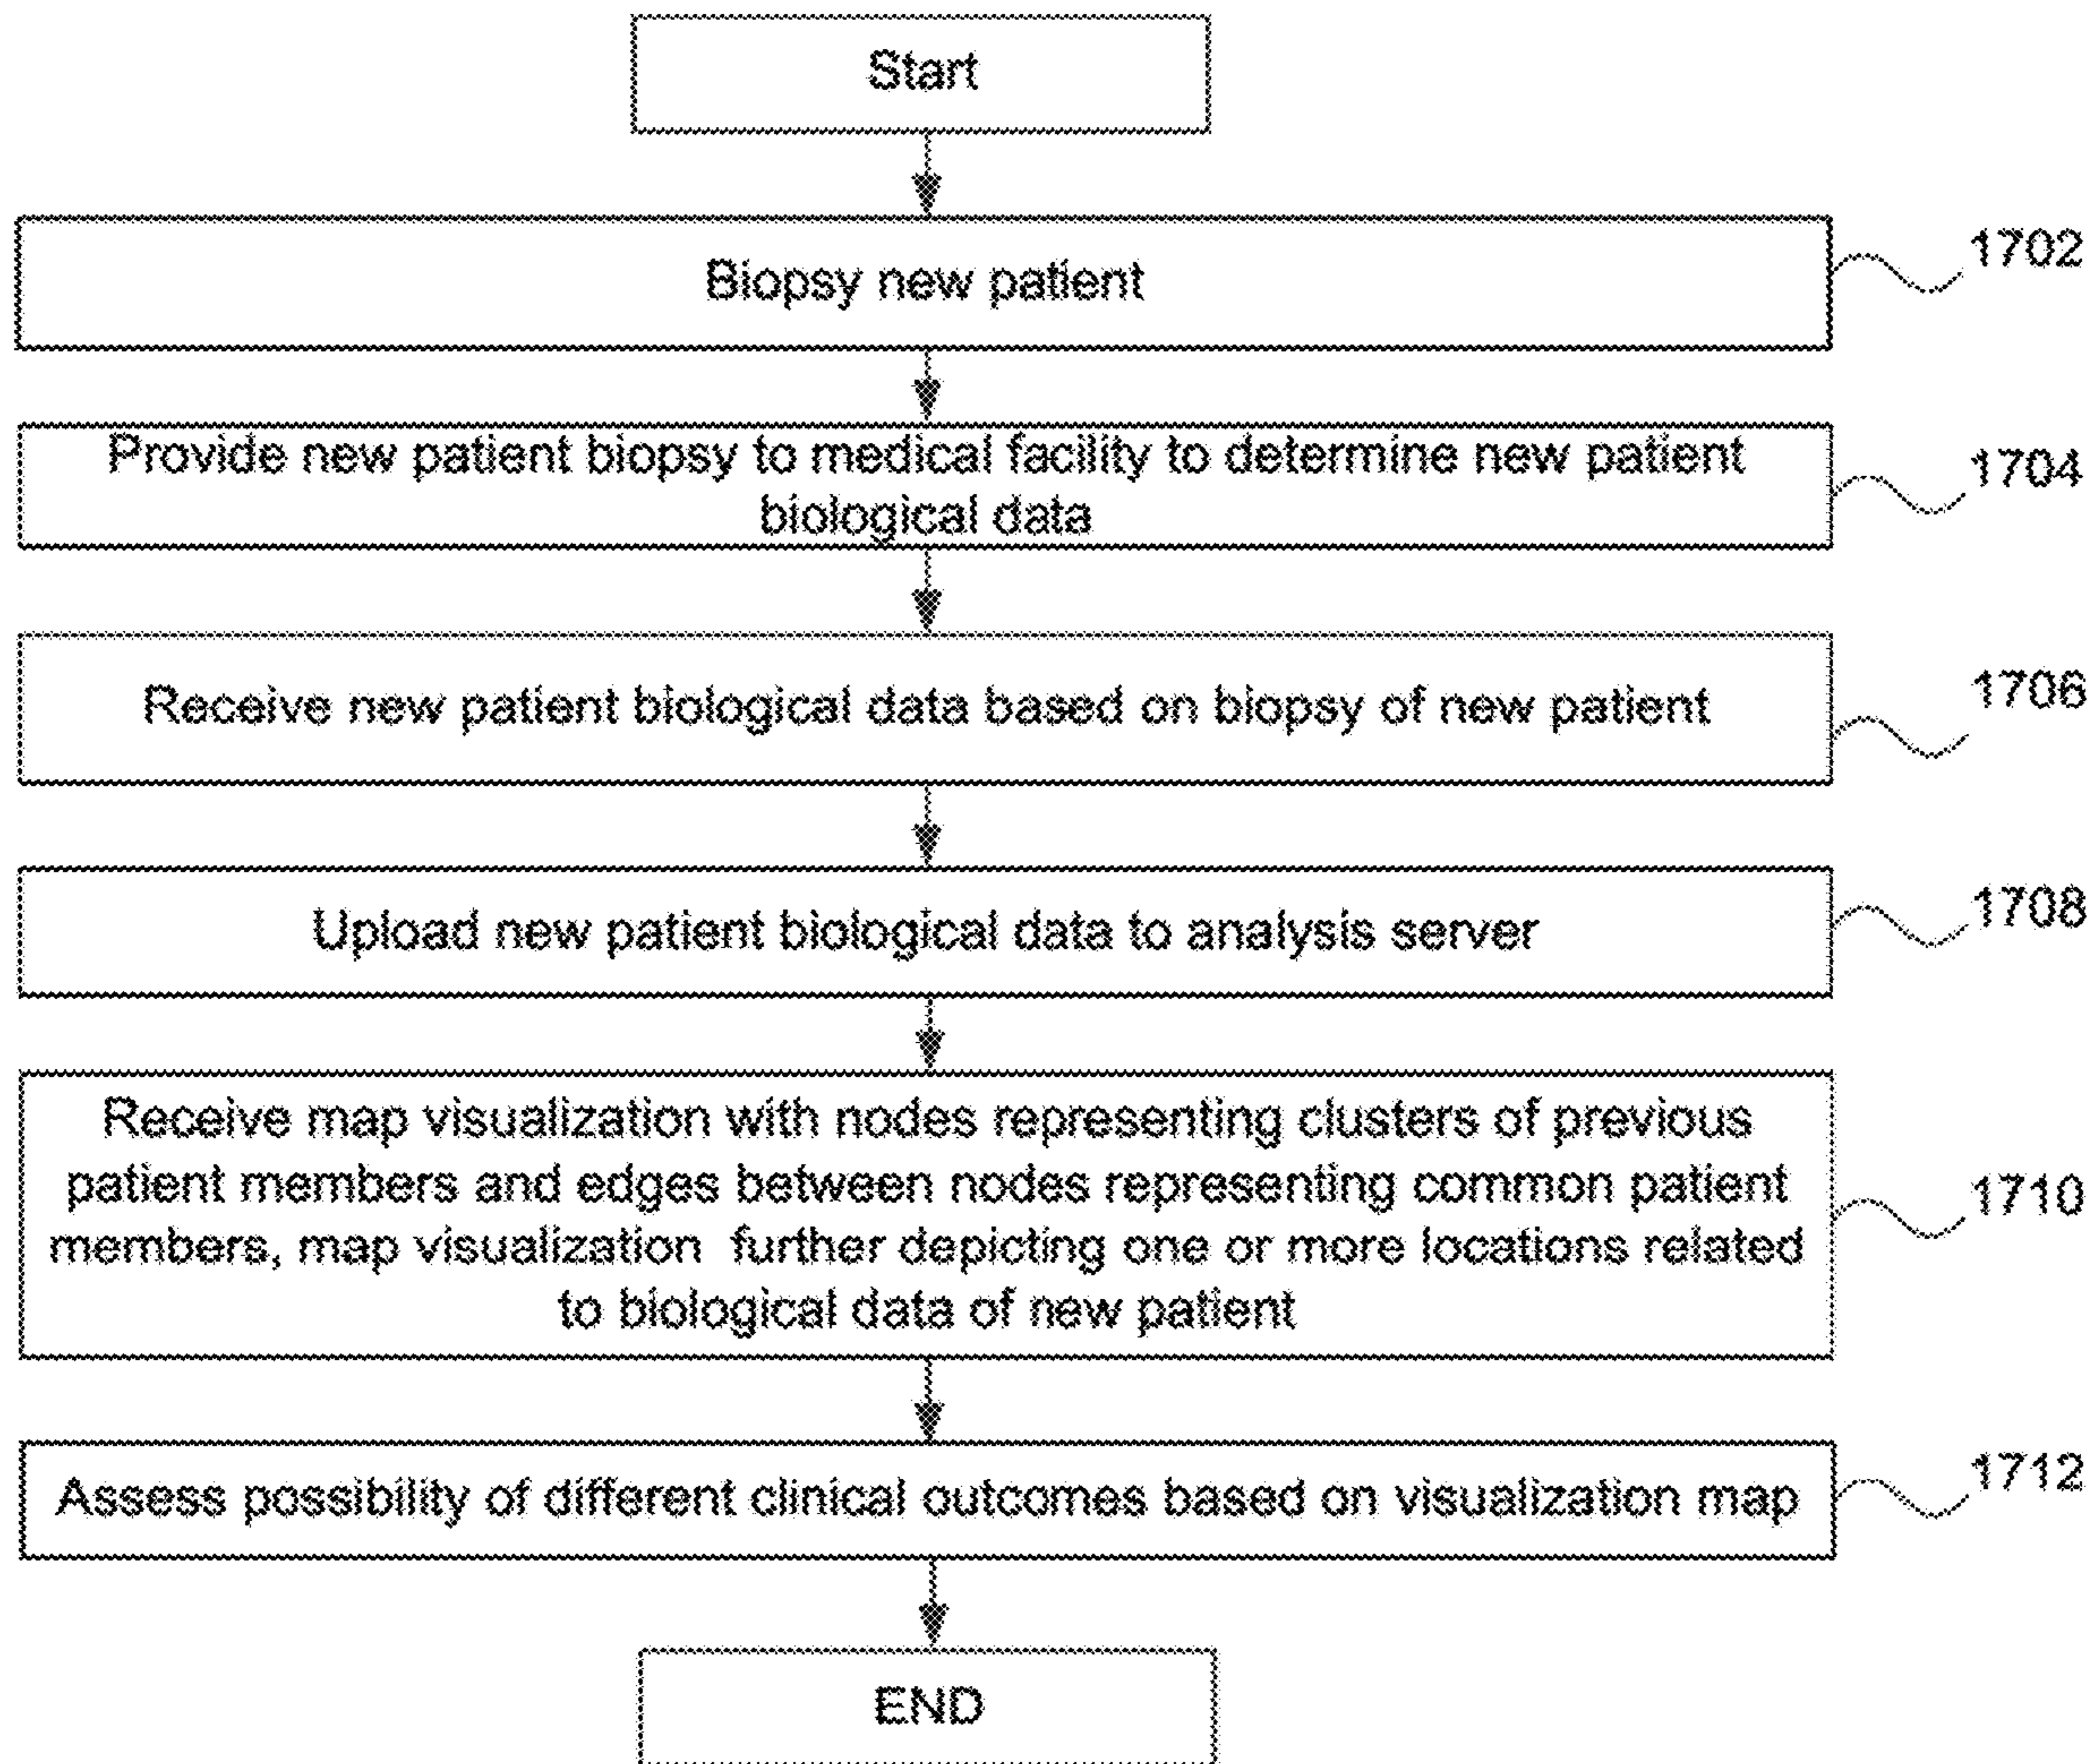 Start
Biopsy new patient
1702
Provide new patient biopsy to medical facility to determine new patient
biological data
1704
Receive new patient biological data based on biopsy of new patient
1706
Upload new patient biological data to analysis server
1708
Receive map visualization with nodes representing clusters of previous
patient members and edges between nodes representing common patient
members, map visualization further depicting one or more locations related
to biological data of new patient
1710
Assess possibility of different clinical outcomes based on visualization map
1712
END